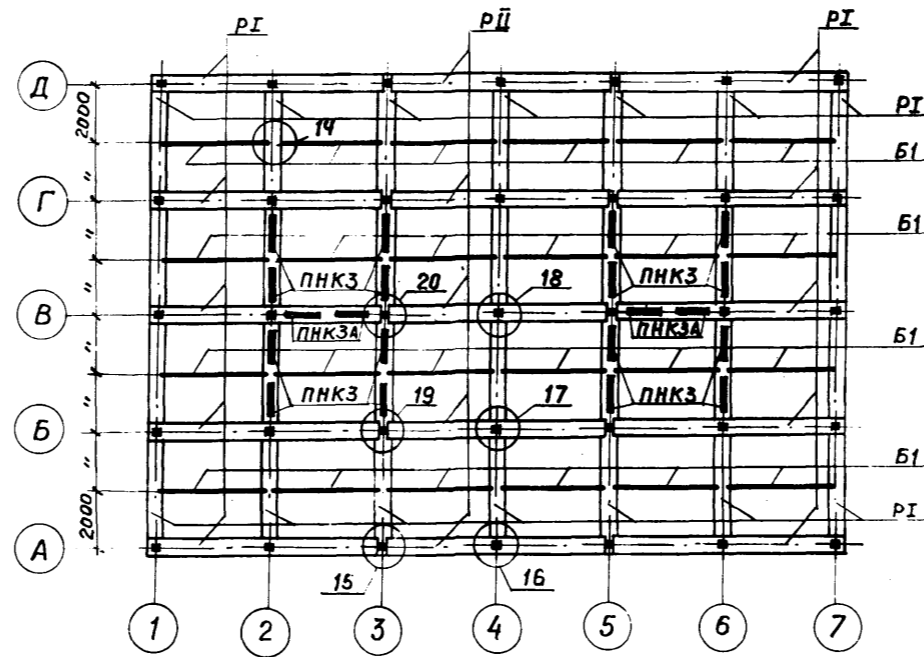 РI РIĪ РI
Д
2000
14
РI
Б1
Г
"
Б1
"
ПНК3 20 18 ПНК3
В
ПНК3А ПНК3А
"
Б1
"
ПНК3 19 17 ПНК3
Б
"
Б1
"
2000
РI
А
15 16
1 2 3 4 5 6 7